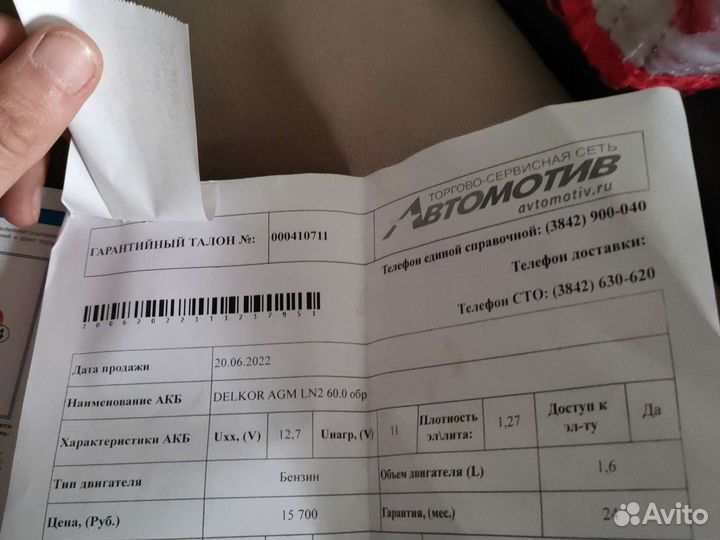 ТОРГОВО-СЕРВИСНАЯ СЕТЬ
АВТОМОТИВ
avtomotiv.ru
ГАРАНТИЙНЫЙ ТАЛОН №: 000410711
Телефон единой справочной: (3842) 900-040
Телефон доставки:
Телефон СТО: (3842) 630-620
2006202211237951
Дата продажи 20.06.2022
Наименование АКБ DELKOR AGM LN2 60.0 обр
Характеристики АКБ Uxx, (V) 12,7 Uнагр, (V) 11 Плотность эл\лита: 1,27 Доступ к эл-ту Да
Тип двигателя Бензин Объем двигателя (L) 1,6
Цена, (Руб.) 15 700 Гарантия, (мес.) 24
Avito